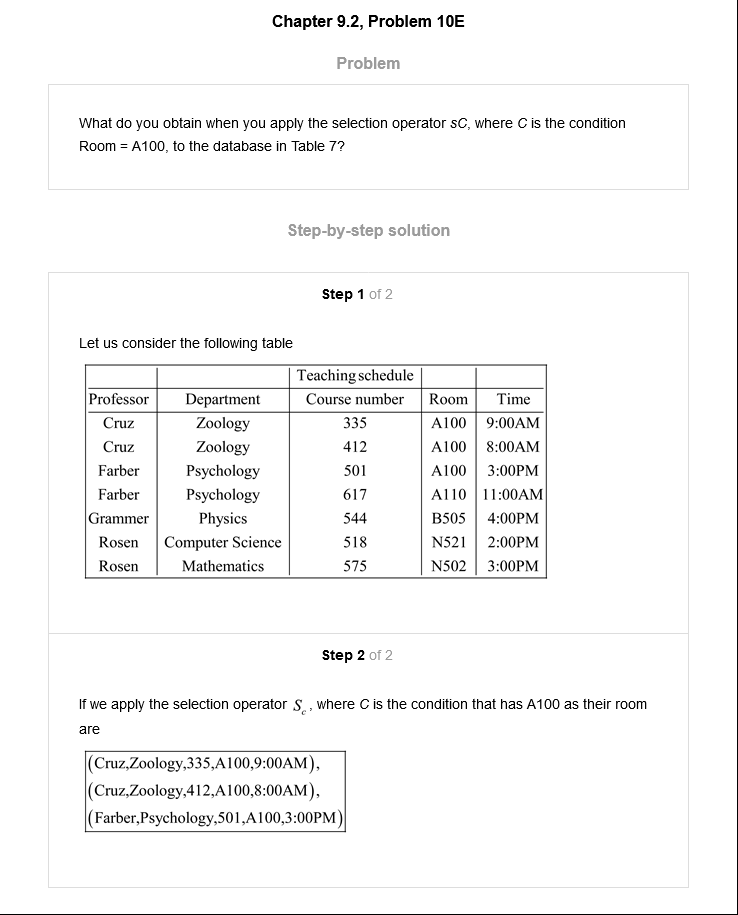 Chapter 9.2, Problem 10E
Problem
What do you obtain when you apply the selection operator sC, where C is the condition
Room = A100, to the database in Table 7?
Step-by-step solution
Step 1 of 2
Let us consider the following table
Teaching schedule
Professor Department Course number Room Time
Cruz Zoology 335 A100 9:00AM
Cruz Zoology 412 A100 8:00AM
Farber Psychology 501 A100 3:00PM
Farber Psychology 617 A110 11:00AM
Grammer Physics 544 B505 4:00PM
Rosen Computer Science 518 N521 2:00PM
Rosen Mathematics 575 N502 3:00PM
Step 2 of 2
If we apply the selection operator S_c, where C is the condition that has A100 as their room
are
(Cruz,Zoology,335,A100,9:00AM),
(Cruz,Zoology,412,A100,8:00AM),
(Farber,Psychology,501,A100,3:00PM)